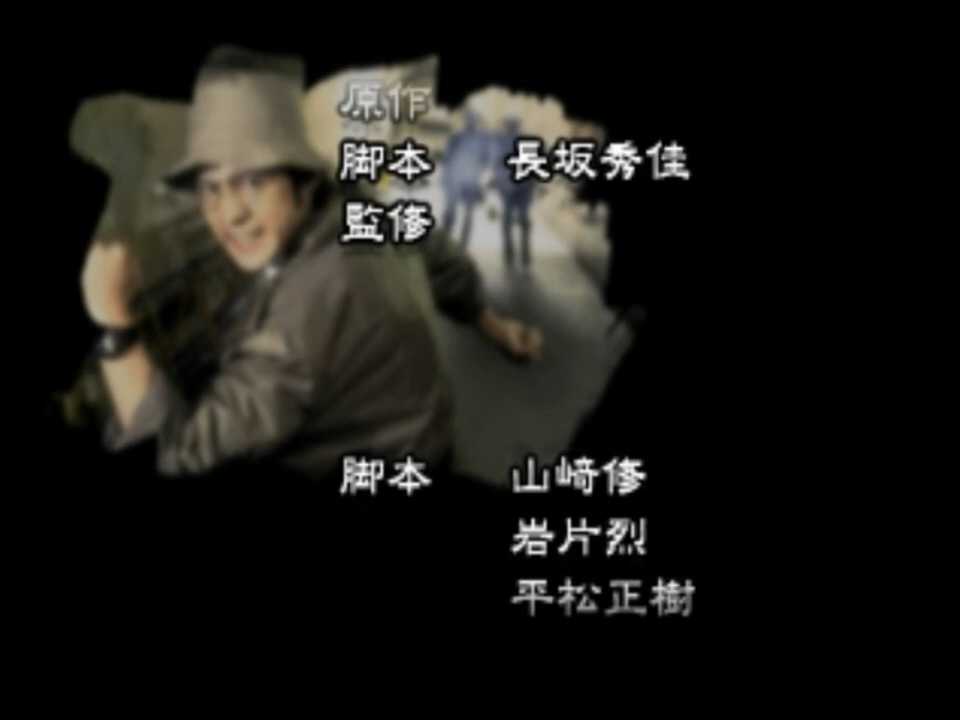 原作
脚本 長坂秀佳
監修
脚本 山崎修
岩片烈
平松正樹